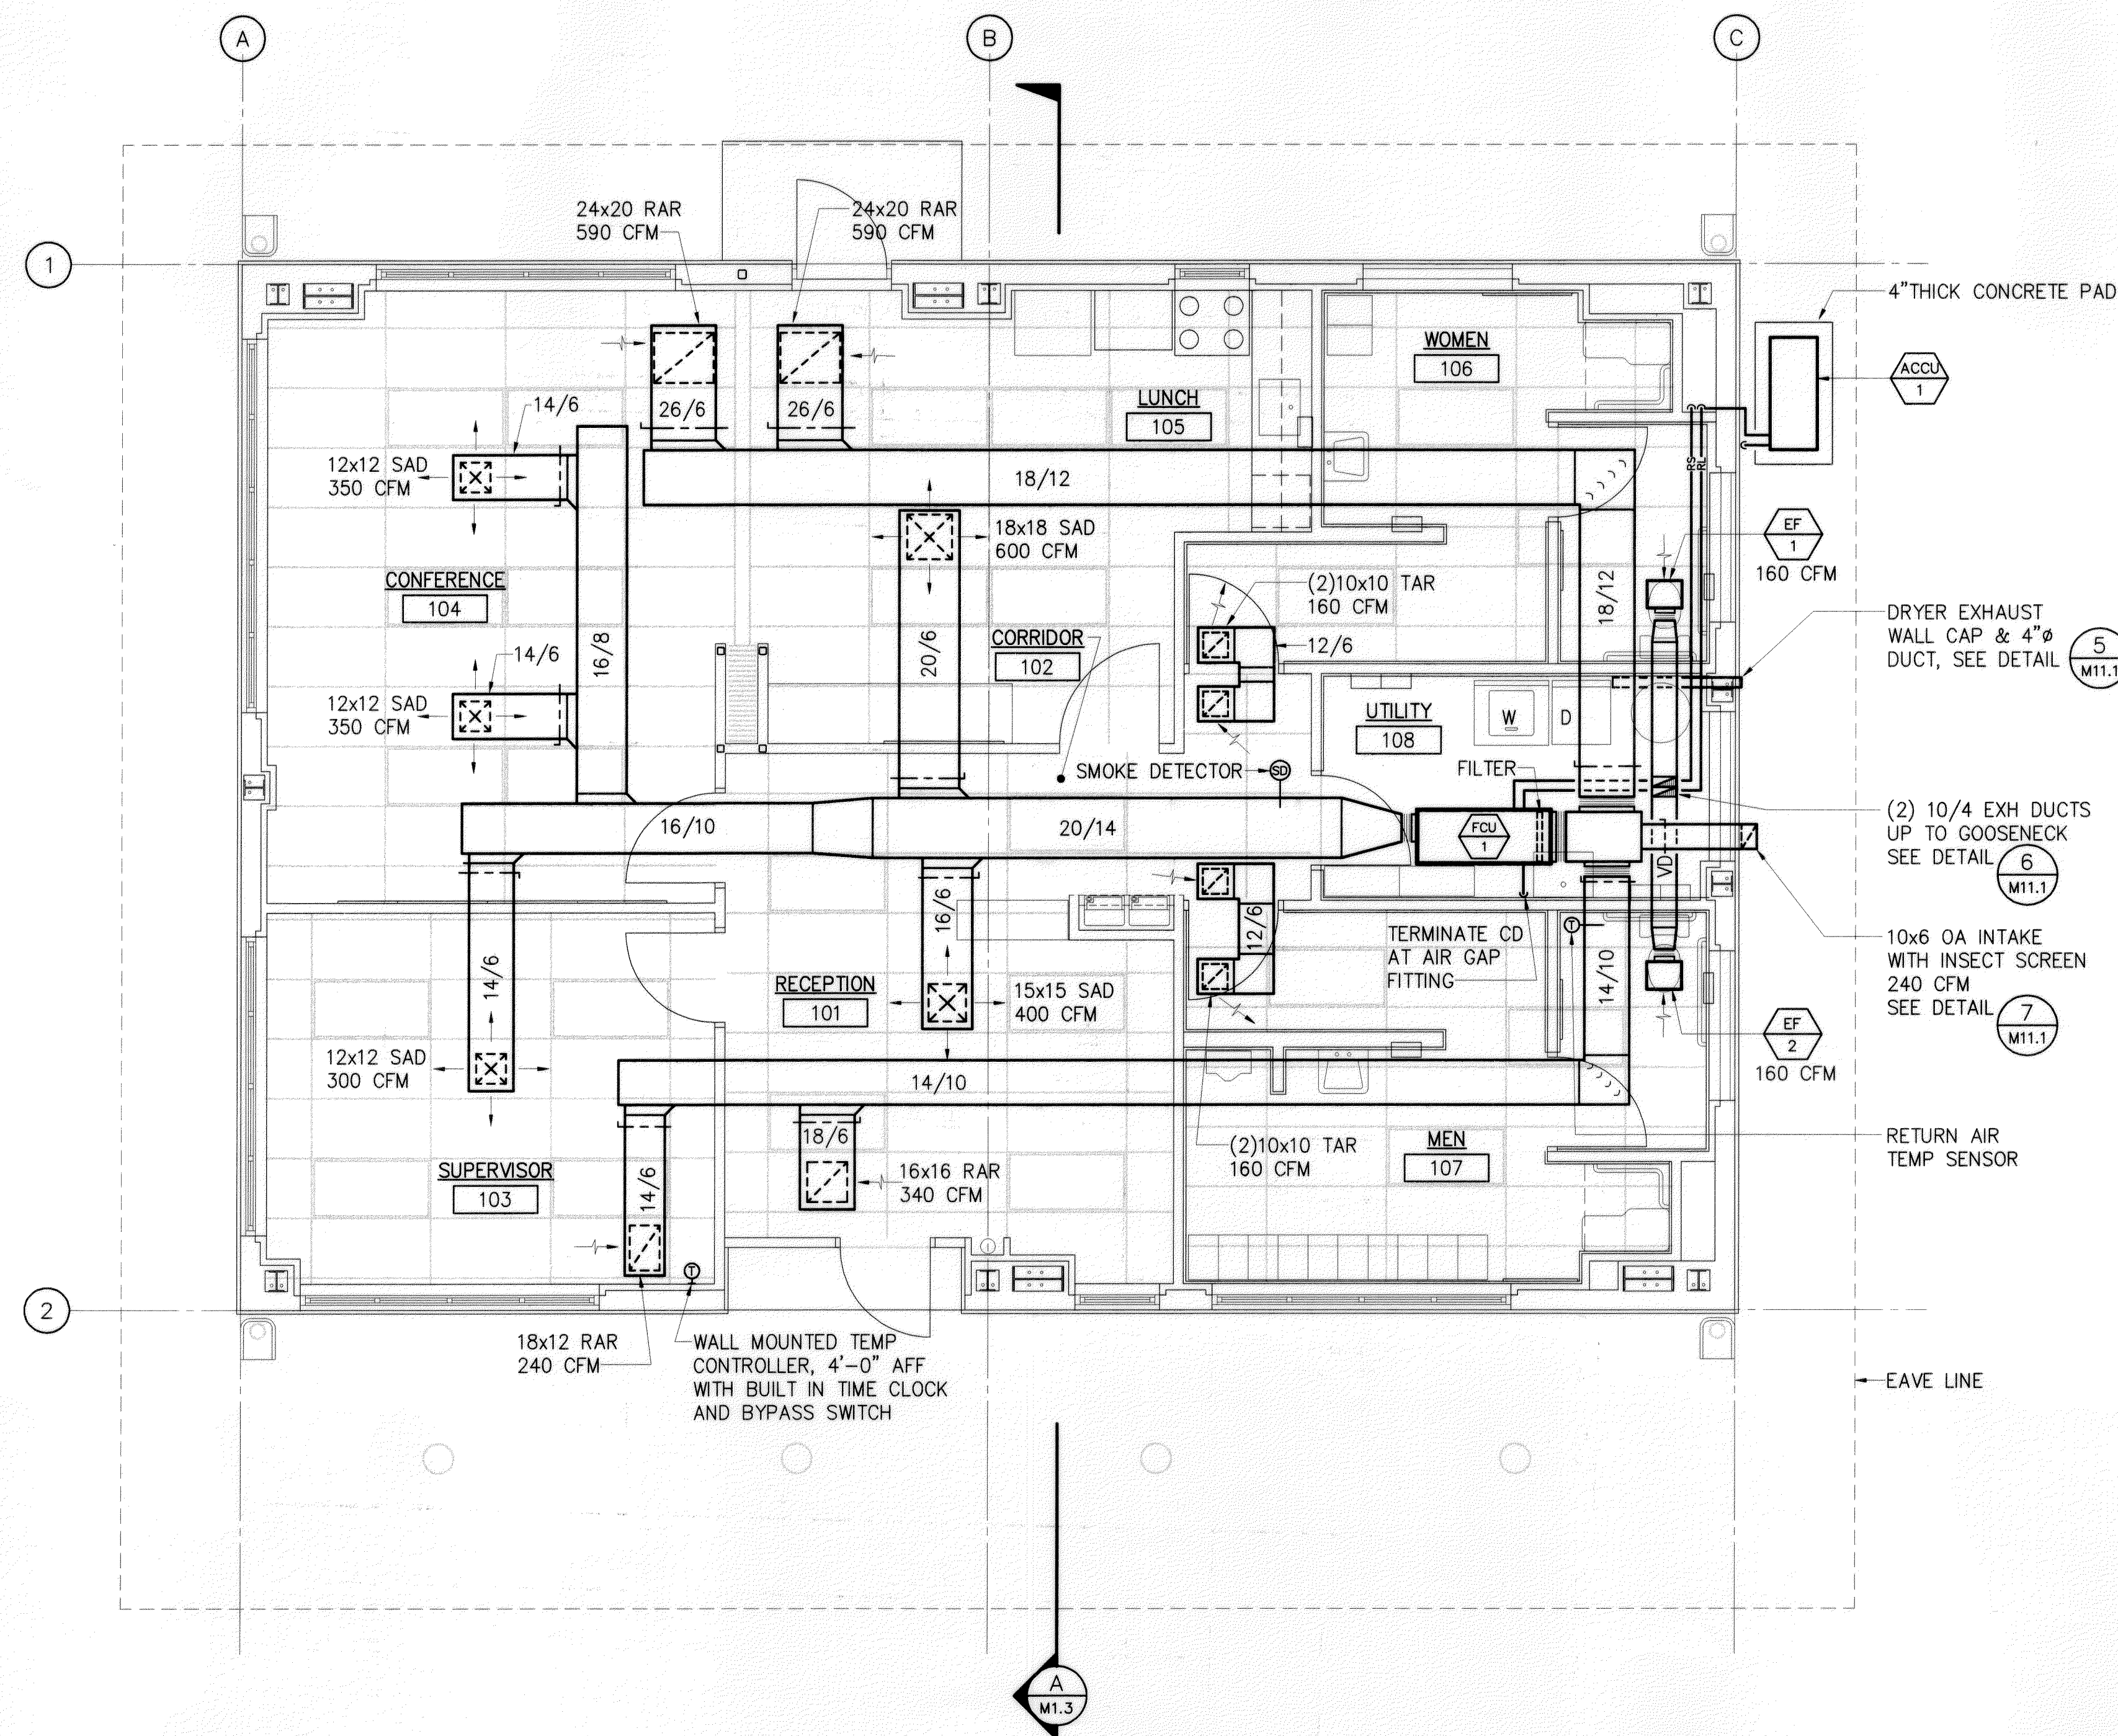 A
B
C
1
24x20 RAR
590 CFM
24x20 RAR
590 CFM
4"THICK CONCRETE PAD
WOMEN
106
ACCU
1
26/6
26/6
LUNCH
105
14/6
12x12 SAD
350 CFM
18/12
RS
RL
18x18 SAD
600 CFM
EF
1
160 CFM
CONFERENCE
104
(2)10x10 TAR
160 CFM
18/12
DRYER EXHAUST
WALL CAP & 4"ø
DUCT, SEE DETAIL
5
M11.1
16/8
20/6
CORRIDOR
102
12/6
14/6
12x12 SAD
350 CFM
UTILITY
108
W
D
SMOKE DETECTOR
SD
FILTER
16/10
20/14
FCU
1
VD
(2) 10/4 EXH DUCTS
UP TO GOOSENECK
SEE DETAIL
6
M11.1
16/6
12/6
TERMINATE CD
AT AIR GAP
FITTING
T
10x6 OA INTAKE
WITH INSECT SCREEN
240 CFM
SEE DETAIL
7
M11.1
14/6
RECEPTION
101
15x15 SAD
400 CFM
14/10
EF
2
160 CFM
12x12 SAD
300 CFM
14/10
18/6
(2)10x10 TAR
160 CFM
MEN
107
RETURN AIR
TEMP SENSOR
SUPERVISOR
103
14/6
16x16 RAR
340 CFM
T
2
18x12 RAR
240 CFM
WALL MOUNTED TEMP
CONTROLLER, 4'-0" AFF
WITH BUILT IN TIME CLOCK
AND BYPASS SWITCH
EAVE LINE
A
M1.3